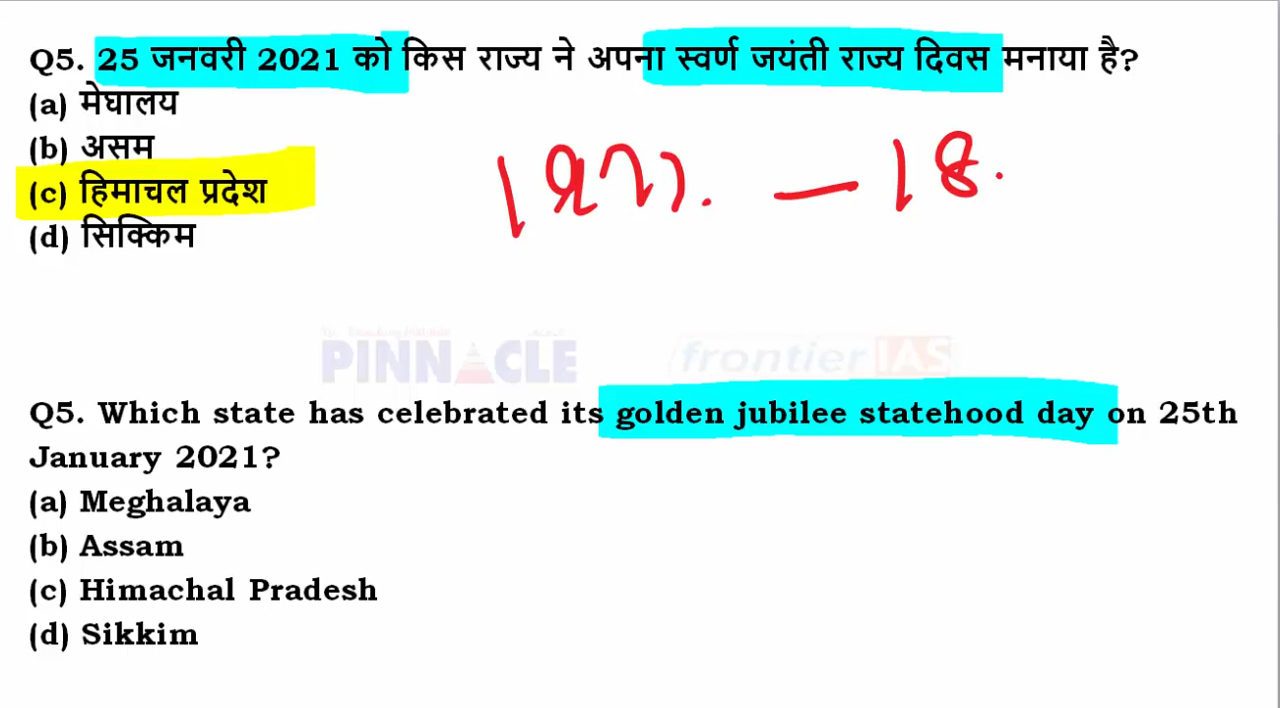 Q5. 25 जनवरी 2021 को किस राज्य ने अपना स्वर्ण जयंती राज्य दिवस मनाया है?
(a) मेघालय
(b) असम
(c) हिमाचल प्रदेश
(d) सिक्किम
1971. — 18.
PINNACLE frontier IAS
Q5. Which state has celebrated its golden jubilee statehood day on 25th
January 2021?
(a) Meghalaya
(b) Assam
(c) Himachal Pradesh
(d) Sikkim